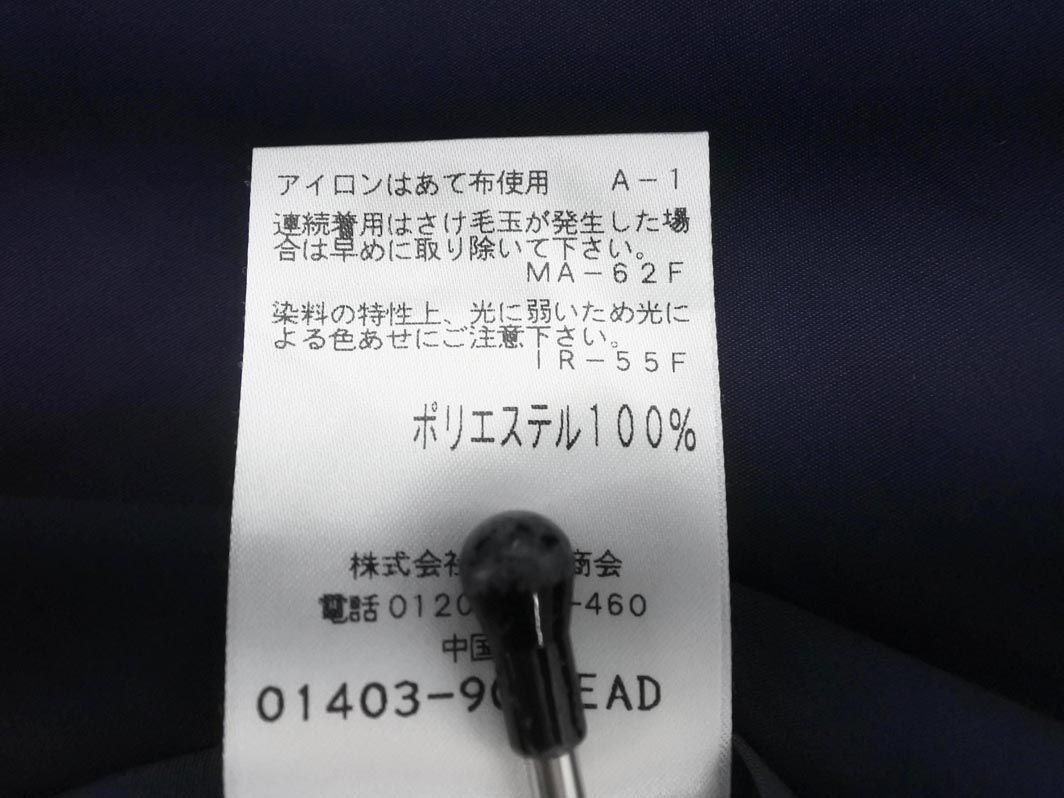 アイロンはあて布使用 A-1
連続着用はさけ毛玉が発生した場
合は早めに取り除いて下さい。
MA-62F
染料の特性上、光に弱いため光に
よる色あせにご注意下さい。
IR-55F
ポリエステル100%
株式会 商会
電話0120 -460
中国
01403-9 EAD